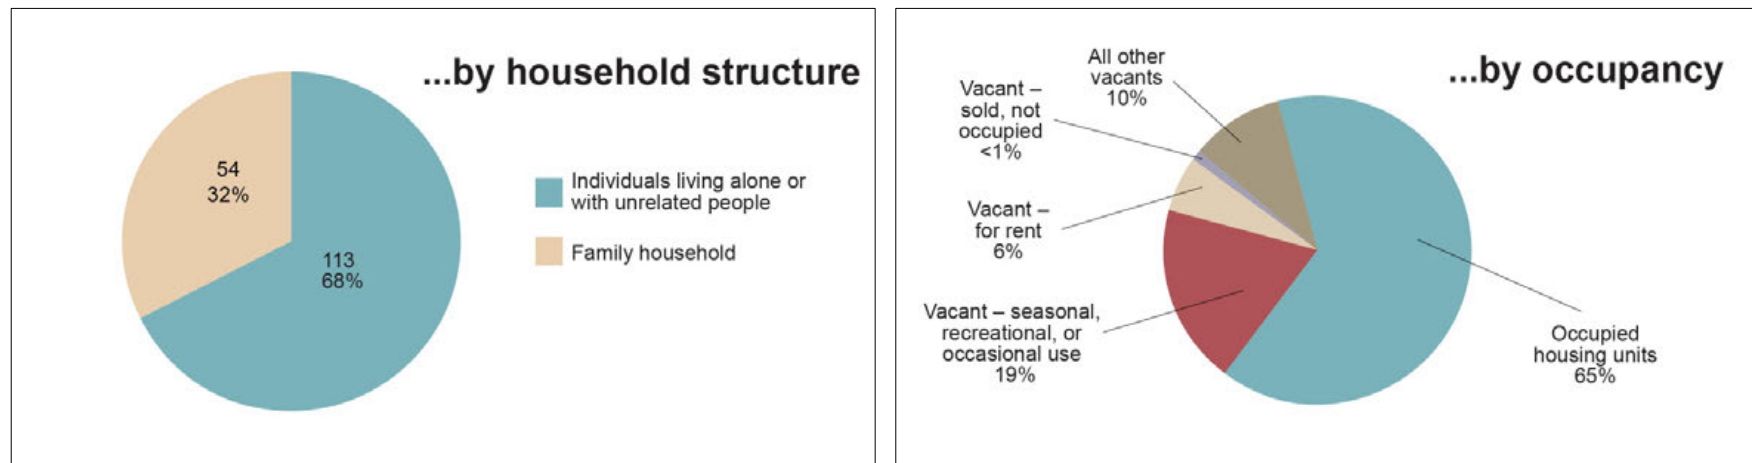 ...by household structure
54
32%
113
68%
Individuals living alone or
with unrelated people
Family household
...by occupancy
All other
vacants
10%
Vacant –
sold, not
occupied
<1%
Vacant –
for rent
6%
Vacant – seasonal,
recreational, or
occasional use
19%
Occupied
housing units
65%